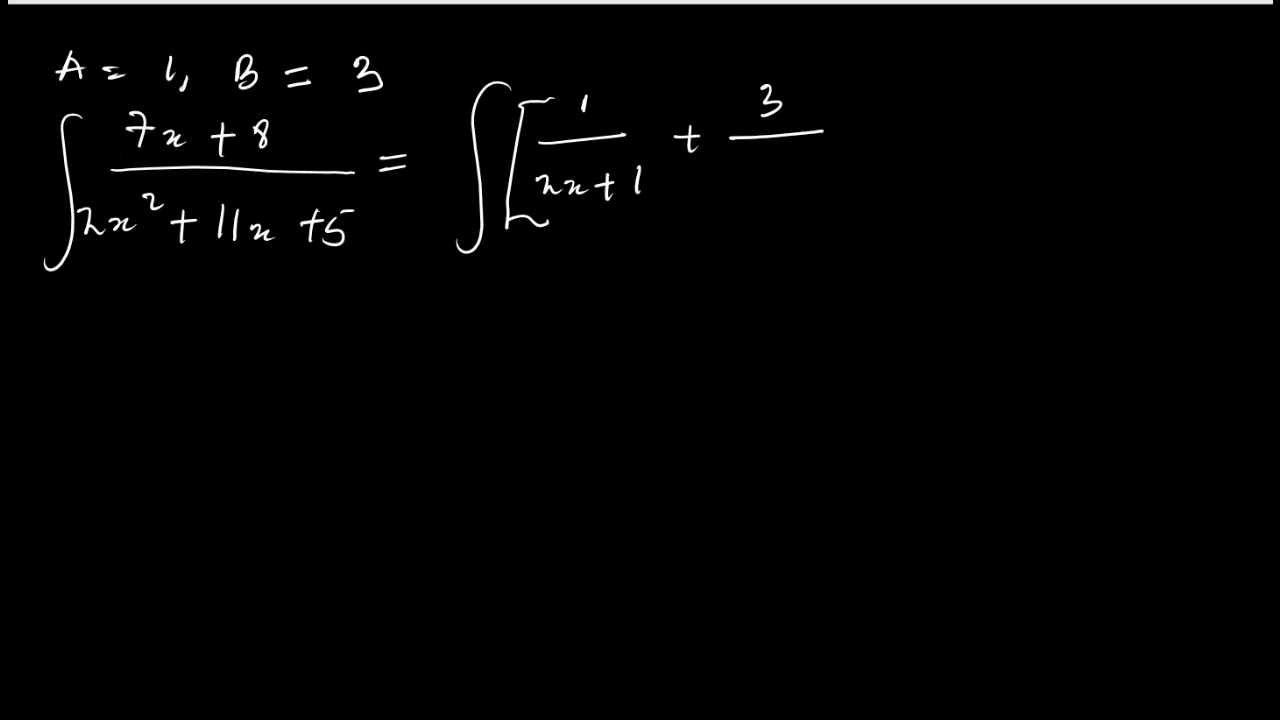 A = 1, B = 3
∫ (7x + 8)/(2x² + 11x + 5) = ∫ [ 1/(2x + 1) + 3/